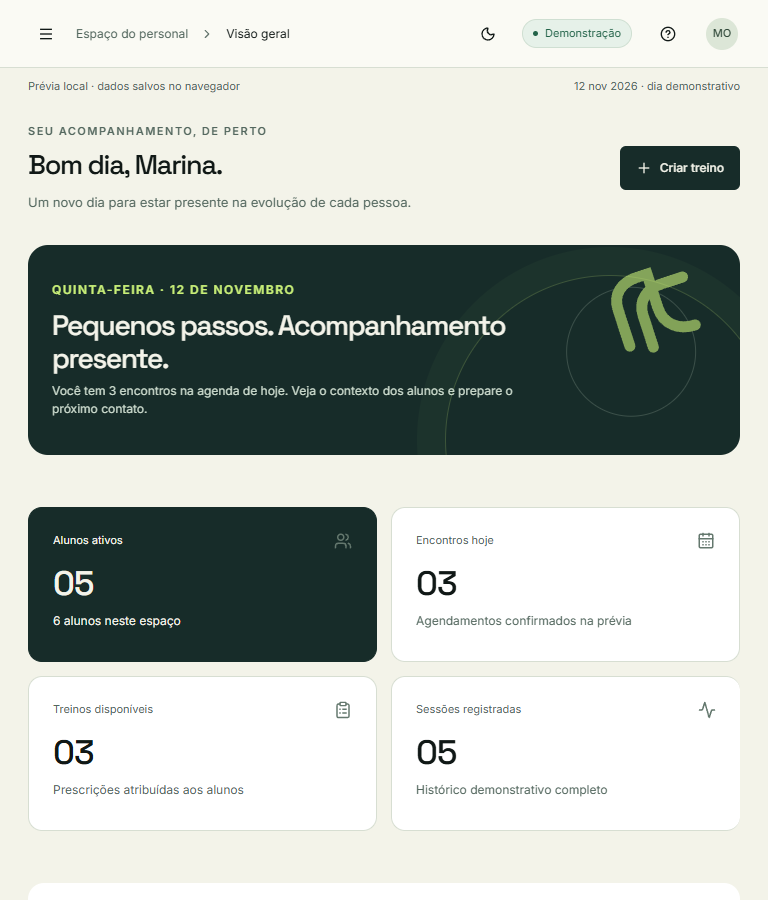 Espaço do personal
Visão geral
Demonstração
MO
Prévia local · dados salvos no navegador
12 nov 2026 · dia demonstrativo
SEU ACOMPANHAMENTO, DE PERTO
Bom dia, Marina.
Criar treino
Um novo dia para estar presente na evolução de cada pessoa.
QUINTA-FEIRA · 12 DE NOVEMBRO
Pequenos passos. Acompanhamento
presente.
Você tem 3 encontros na agenda de hoje. Veja o contexto dos alunos e prepare o
próximo contato.
Alunos ativos
05
6 alunos neste espaço
Encontros hoje
03
Agendamentos confirmados na prévia
Treinos disponíveis
03
Prescrições atribuídas aos alunos
Sessões registradas
05
Histórico demonstrativo completo